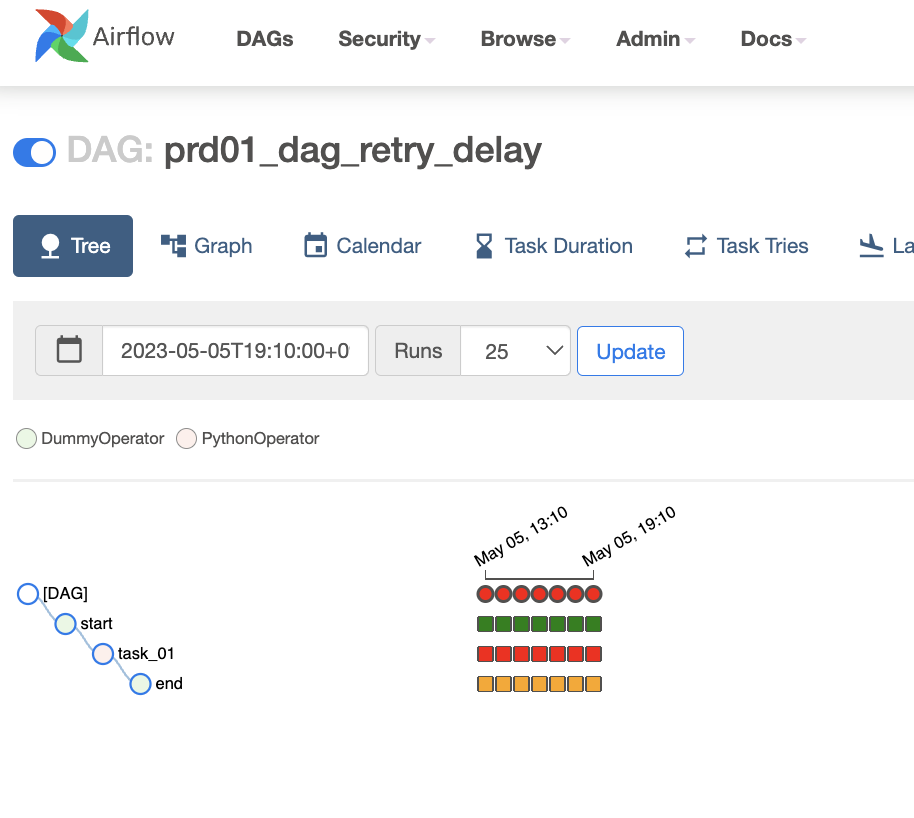 Airflow DAGs Security Browse Admin Docs
DAG: prd01_dag_retry_delay
Tree Graph Calendar Task Duration Task Tries La
2023-05-05T19:10:00+0 Runs 25 Update
DummyOperator PythonOperator
May 05, 13:10 May 05, 19:10
[DAG]
start
task_01
end